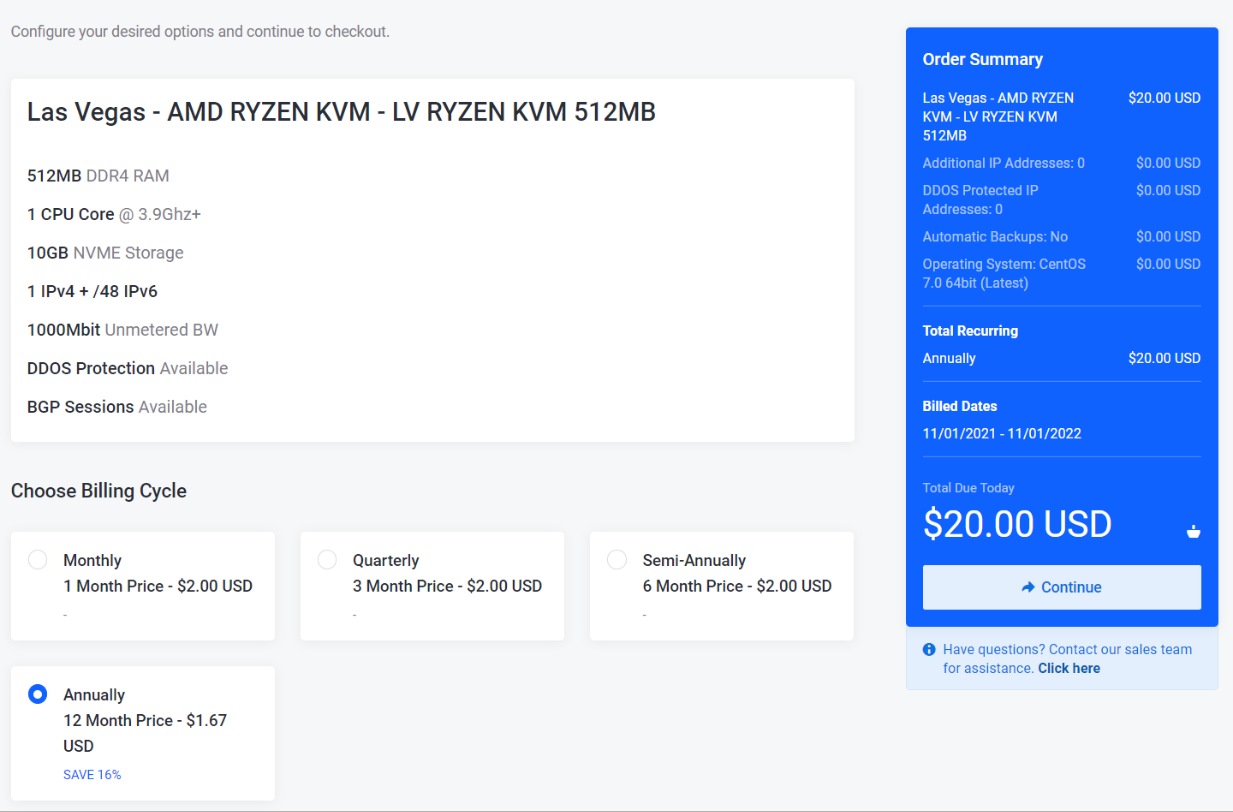 Configure your desired options and continue to checkout.
Las Vegas - AMD RYZEN KVM - LV RYZEN KVM 512MB
512MB DDR4 RAM
1 CPU Core @ 3.9Ghz+
10GB NVME Storage
1 IPv4 + /48 IPv6
1000Mbit Unmetered BW
DDOS Protection Available
BGP Sessions Available
Choose Billing Cycle
Monthly
1 Month Price - $2.00 USD
-
Quarterly
3 Month Price - $2.00 USD
-
Semi-Annually
6 Month Price - $2.00 USD
-
Annually
12 Month Price - $1.67
USD
SAVE 16%
Order Summary
Las Vegas - AMD RYZEN $20.00 USD
KVM - LV RYZEN KVM
512MB
Additional IP Addresses: 0 $0.00 USD
DDOS Protected IP $0.00 USD
Addresses: 0
Automatic Backups: No $0.00 USD
Operating System: CentOS $0.00 USD
7.0 64bit (Latest)
Total Recurring
Annually $20.00 USD
Billed Dates
11/01/2021 - 11/01/2022
Total Due Today
$20.00 USD
Continue
Have questions? Contact our sales team
for assistance. Click here